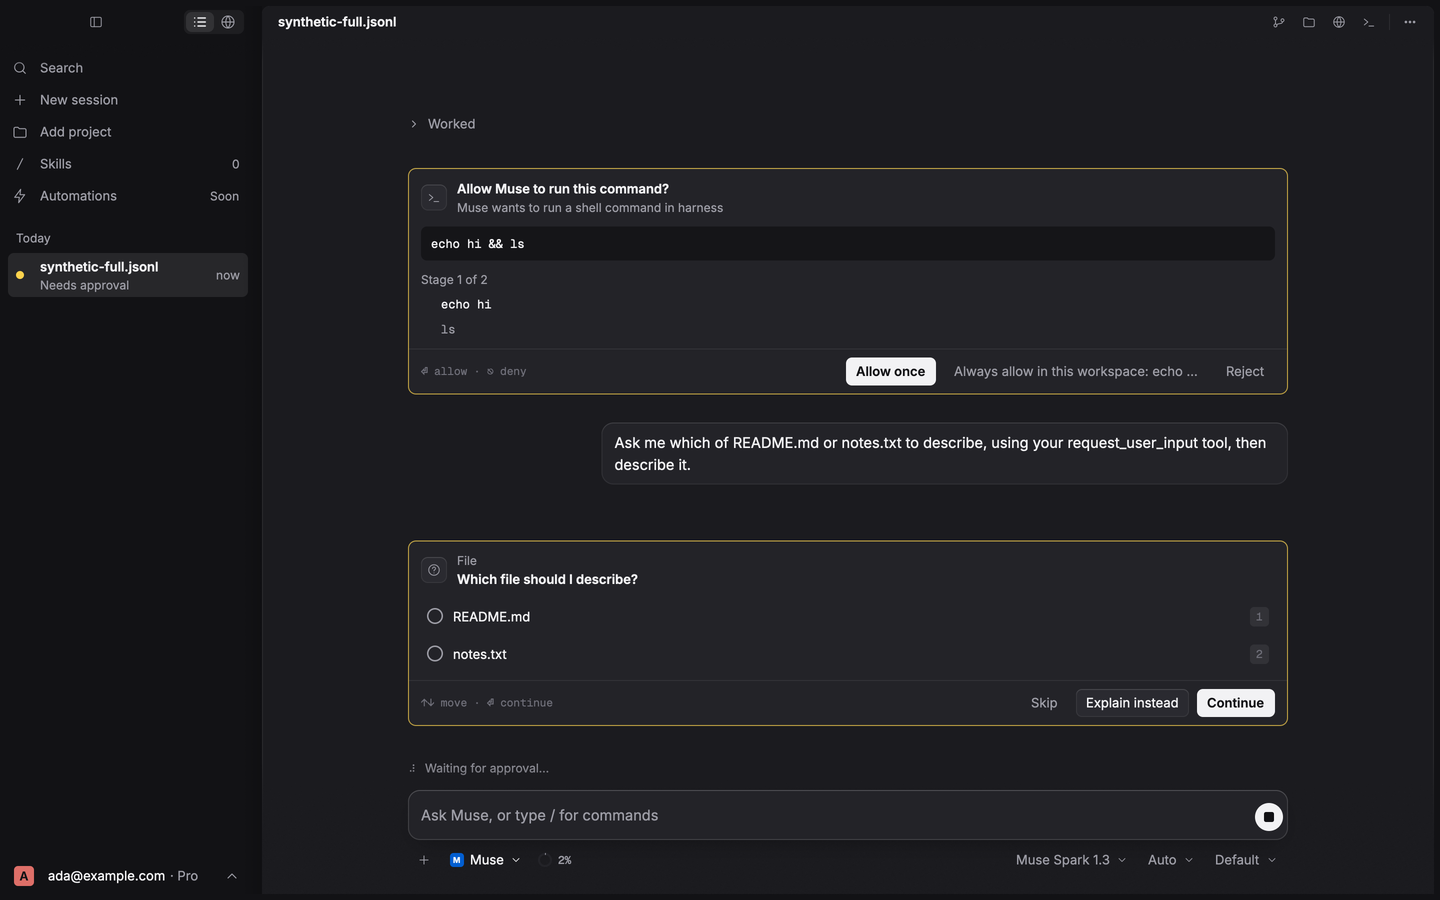 synthetic-full.jsonl
Search
New session
Add project
Skills 0
Automations Soon
Today
synthetic-full.jsonl
Needs approval
now
Worked
Allow Muse to run this command?
Muse wants to run a shell command in harness
echo hi && ls
Stage 1 of 2
echo hi
ls
allow · deny
Allow once
Always allow in this workspace: echo ...
Reject
Ask me which of README.md or notes.txt to describe, using your request_user_input tool, then
describe it.
File
Which file should I describe?
README.md 1
notes.txt 2
move · continue
Skip
Explain instead
Continue
Waiting for approval...
Ask Muse, or type / for commands
M Muse
2%
Muse Spark 1.3
Auto
Default
A ada@example.com · Pro